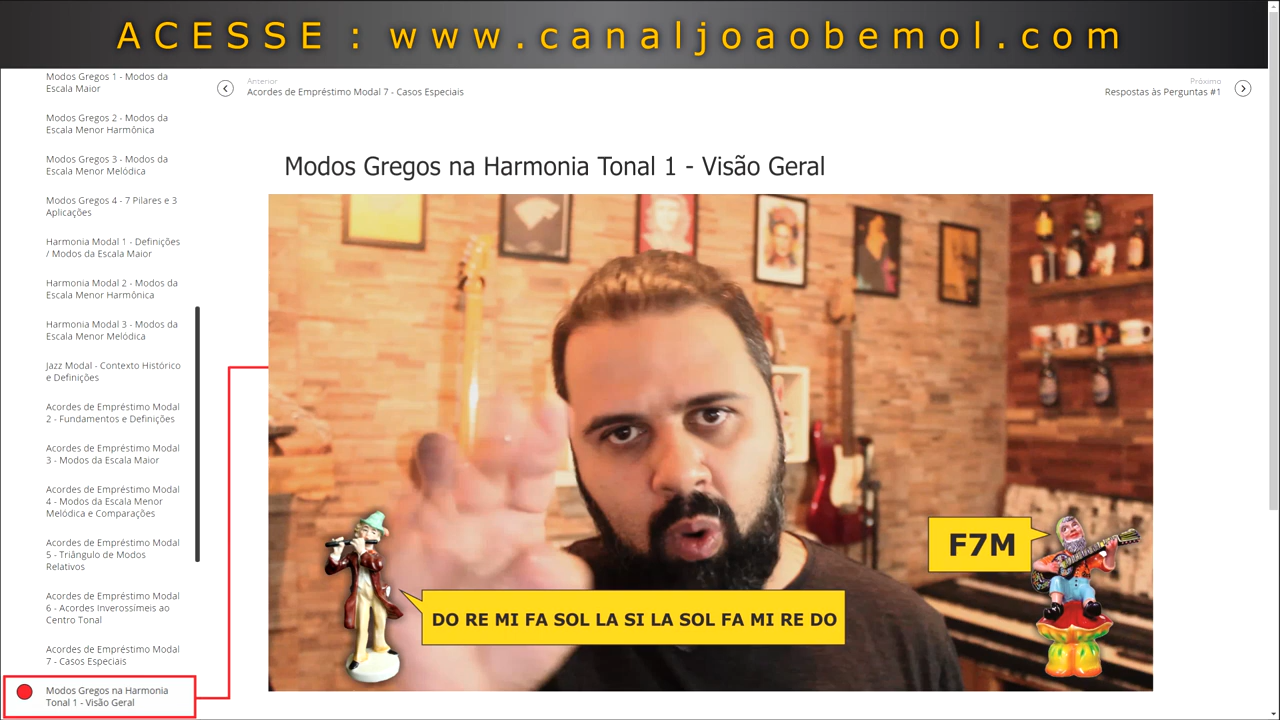 ACESSE : www.canaljoaobemol.com
Modos Gregos 1 - Modos da
Escala Maior
Modos Gregos 2 - Modos da
Escala Menor Harmônica
Modos Gregos 3 - Modos da
Escala Menor Melódica
Modos Gregos 4 - 7 Pilares e 3
Aplicações
Harmonia Modal 1 - Definições
/ Modos da Escala Maior
Harmonia Modal 2 - Modos da
Escala Menor Harmônica
Harmonia Modal 3 - Modos da
Escala Menor Melódica
Jazz Modal - Contexto Histórico
e Definições
Acordes de Empréstimo Modal
2 - Fundamentos e Definições
Acordes de Empréstimo Modal
3 - Modos da Escala Maior
Acordes de Empréstimo Modal
4 - Modos da Escala Menor
Melódica e Comparações
Acordes de Empréstimo Modal
5 - Triângulo de Modos
Relativos
Acordes de Empréstimo Modal
6 - Acordes Inverossímeis ao
Centro Tonal
Acordes de Empréstimo Modal
7 - Casos Especiais
Modos Gregos na Harmonia
Tonal 1 - Visão Geral
Anterior
Acordes de Empréstimo Modal 7 - Casos Especiais
Próximo
Respostas às Perguntas #1
Modos Gregos na Harmonia Tonal 1 - Visão Geral
F7M
DO RE MI FA SOL LA SI LA SOL FA MI RE DO